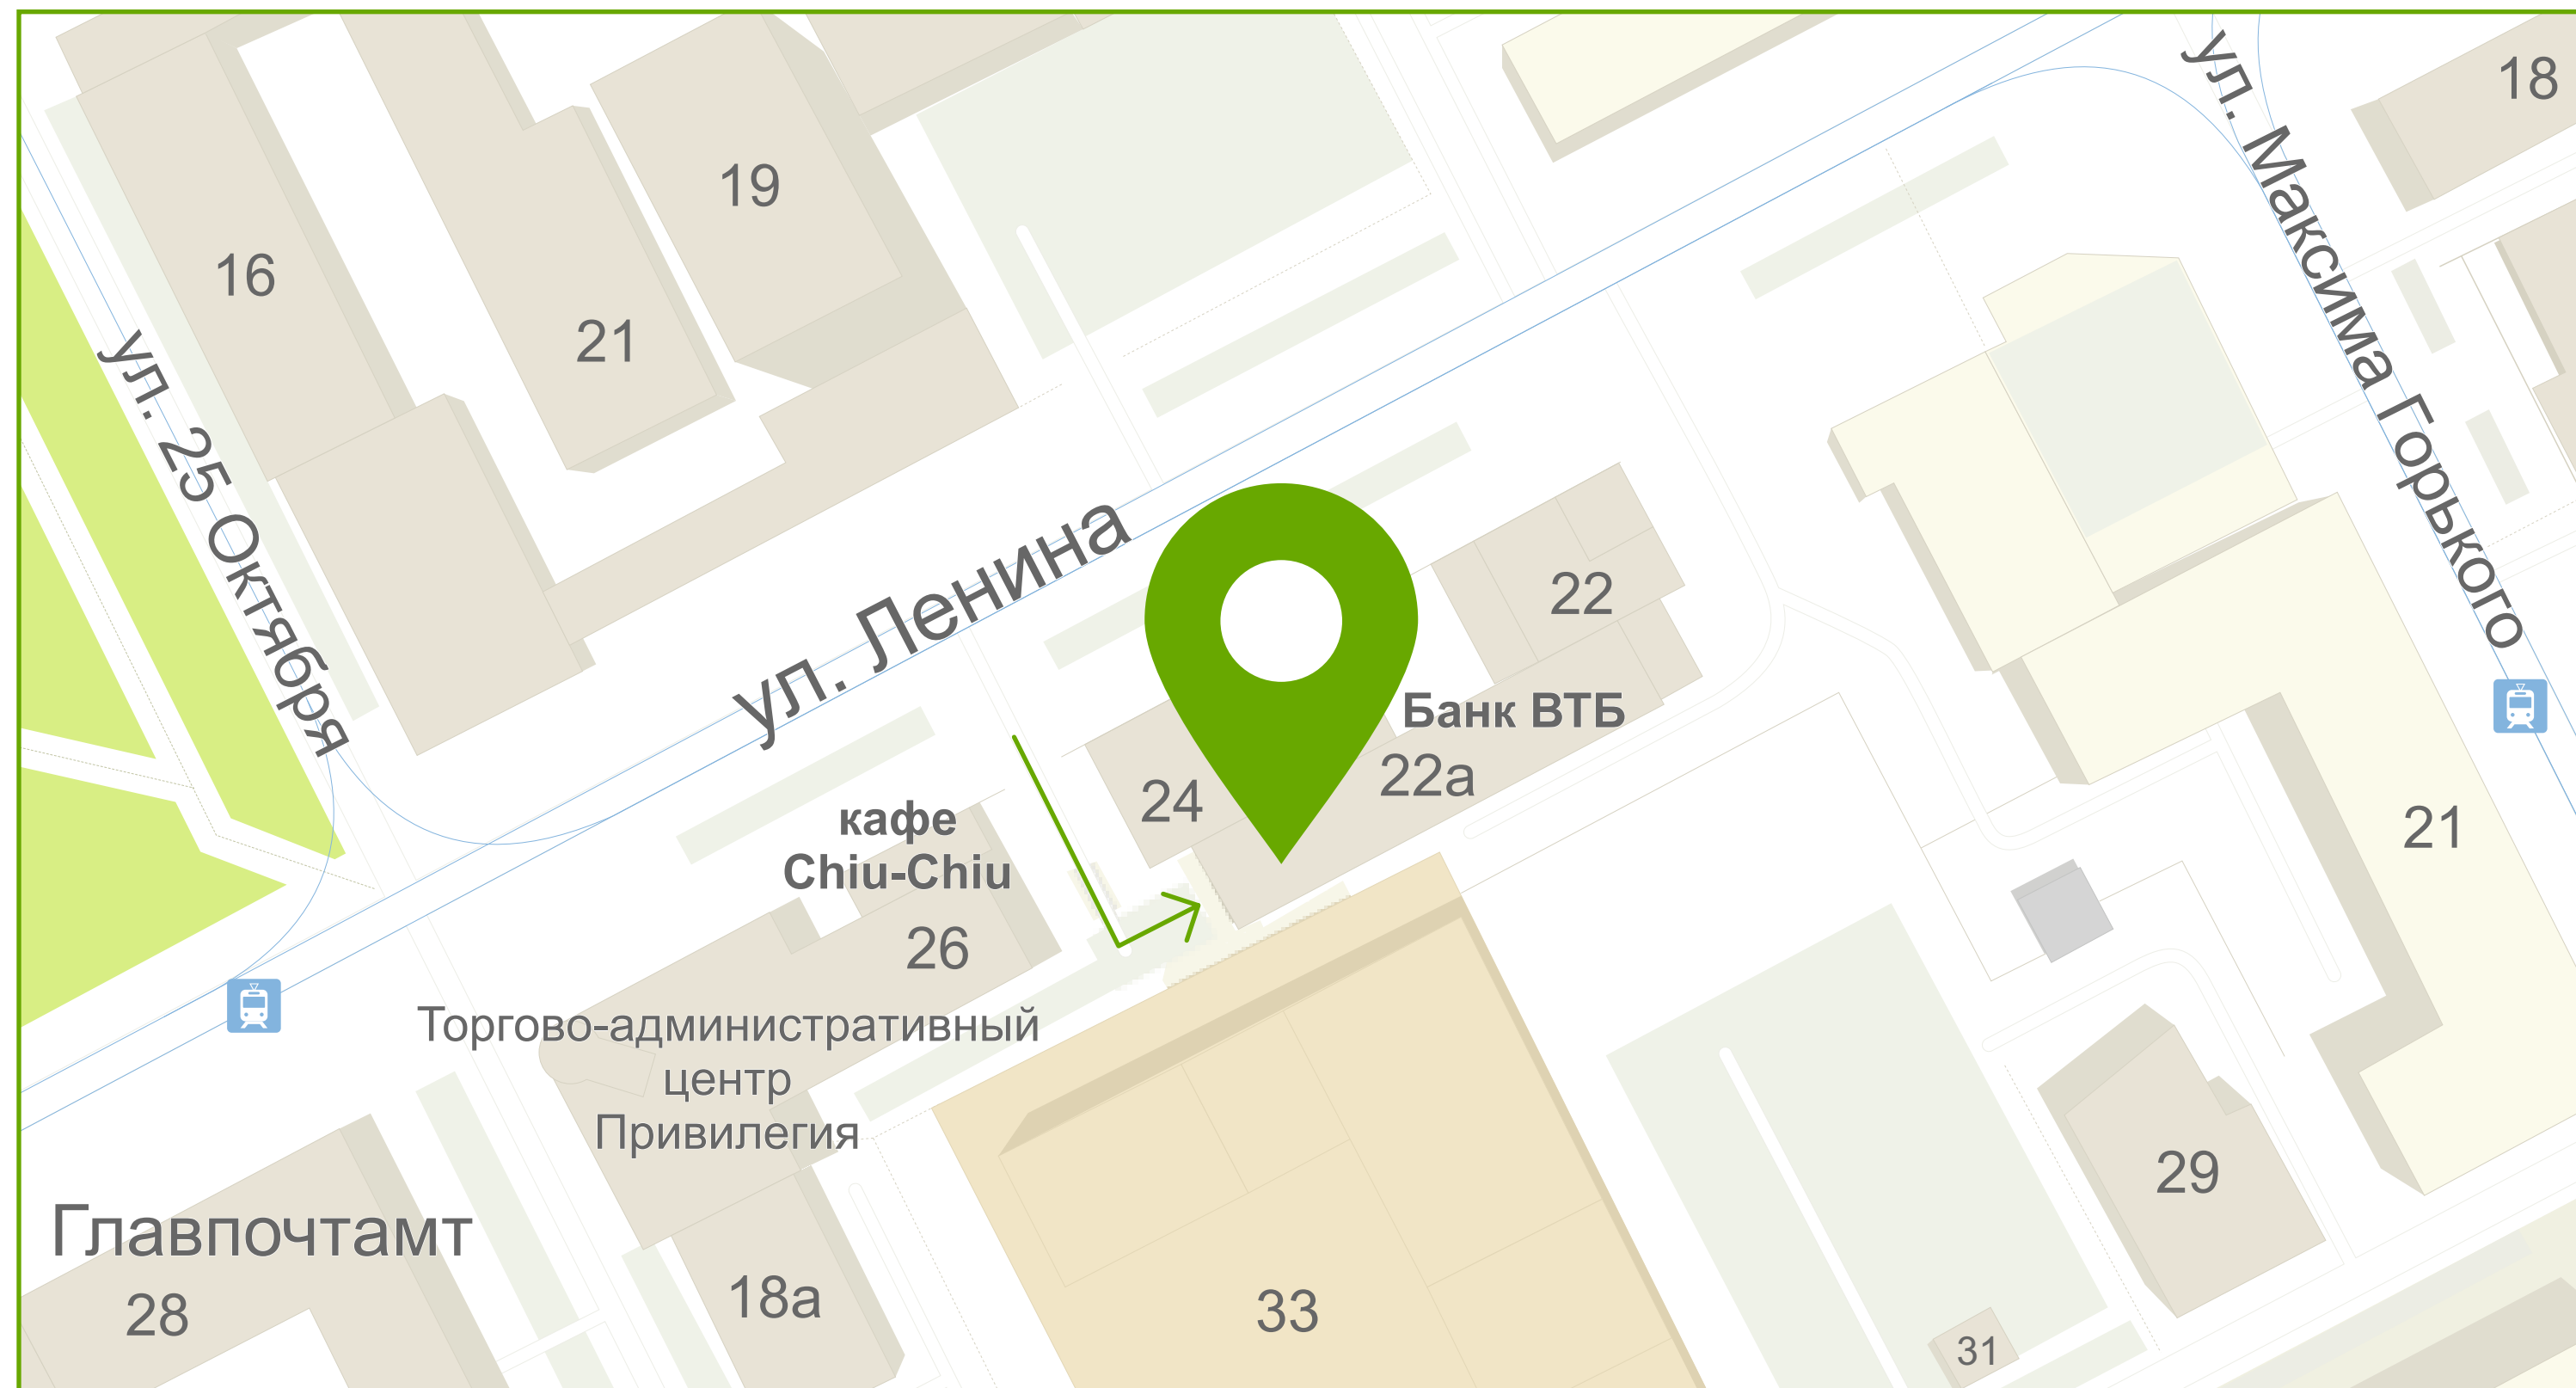 18
ул. Максима Горького
19
16
21
ул. 25 Октября
ул. Ленина
22
Банк ВТБ
22а
24
кафе
Chiu-Chiu
21
26
Торгово-административный
центр
Привилегия
29
Главпочтамт
28
18а
33
31